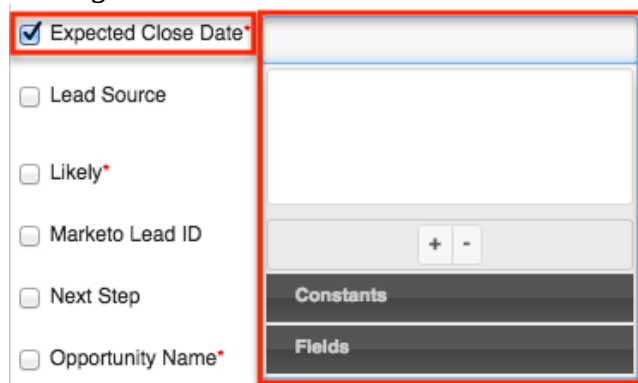 Expected Close Date*
Lead Source
Likely*
Marketo Lead ID
+ -
Next Step
Constants
Opportunity Name*
Fields